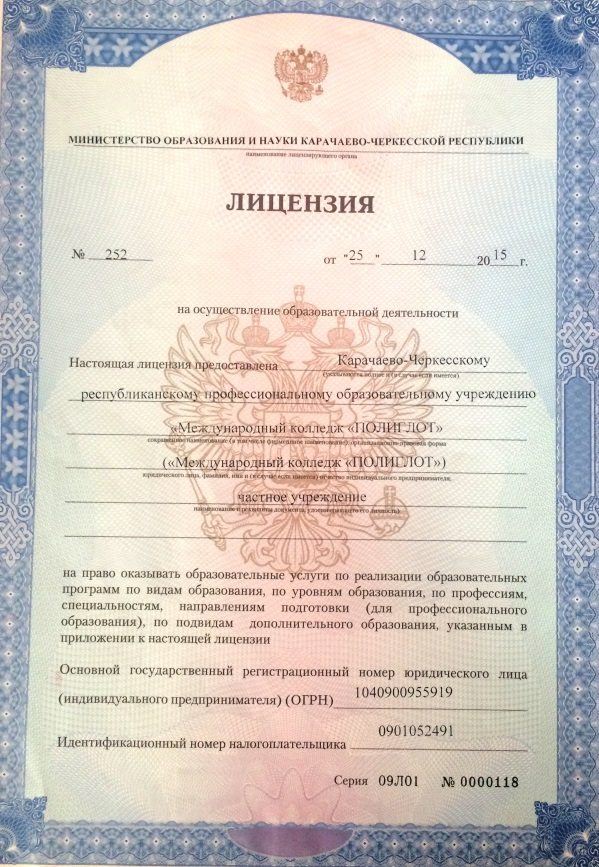 МИНИСТЕРСТВО ОБРАЗОВАНИЯ И НАУКИ КАРАЧАЕВО-ЧЕРКЕССКОЙ РЕСПУБЛИКИ
наименование лицензирующего органа
ЛИЦЕНЗИЯ
№ 252 от "25 " 12 2015 г.
на осуществление образовательной деятельности
Настоящая лицензия предоставлена Карачаево-Черкесскому
(указываются полное и (в случае если имеется)
республиканскому профессиональному образовательному учреждению
«Международный колледж «ПОЛИГЛОТ»
сокращенное наименование (в том числе фирменное наименование), организационно-правовая форма
(«Международный колледж «ПОЛИГЛОТ»)
юридического лица, фамилия, имя и (в случае если имеется) отчество индивидуального предпринимателя,
частное учреждение
наименование и реквизиты документа, удостоверяющего его личность)
на право оказывать образовательные услуги по реализации образовательных
программ по видам образования, по уровням образования, по профессиям,
специальностям, направлениям подготовки (для профессионального
образования), по подвидам дополнительного образования, указанным в
приложении к настоящей лицензии
Основной государственный регистрационный номер юридического лица
(индивидуального предпринимателя) (ОГРН) 1040900955919
Идентификационный номер налогоплательщика 0901052491
Серия 09Л01 № 0000118